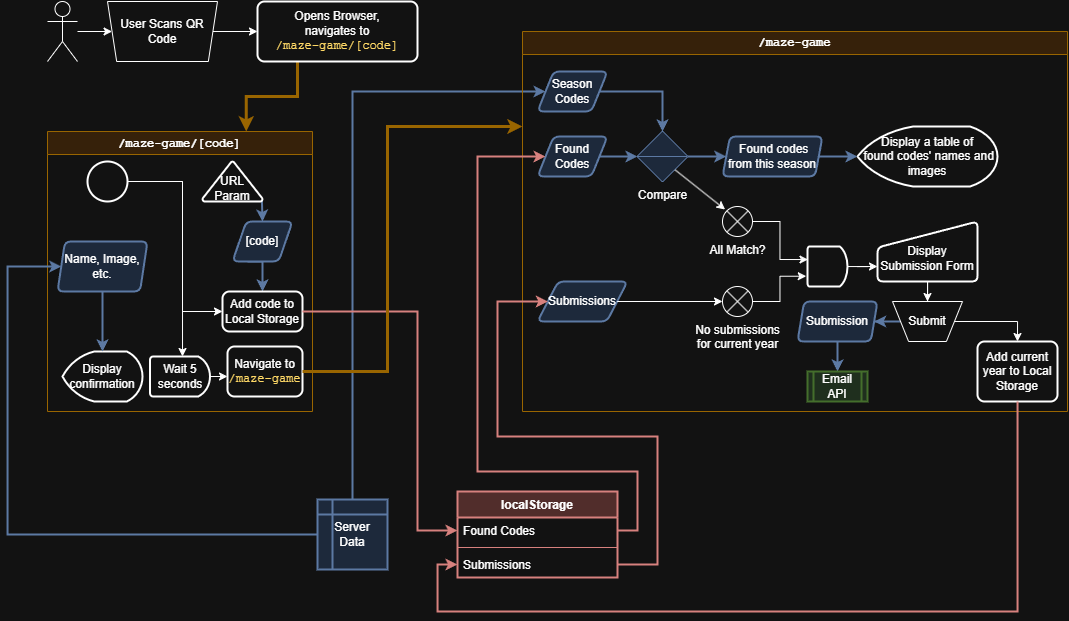 User Scans QR
Code
Opens Browser,
navigates to
/maze-game/[code]
/maze-game
Season
Codes
Found
Codes
Compare
Found codes
from this season
Display a table of
found codes' names and
images
All Match?
Submissions
No submissions
for current year
Display
Submission Form
Submission
Submit
Email
API
Add current
year to Local
Storage
/maze-game/[code]
URL
Param
[code]
Name, Image,
etc.
Add code to
Local Storage
Display
confirmation
Wait 5
seconds
Navigate to
/maze-game
Server
Data
localStorage
Found Codes
Submissions